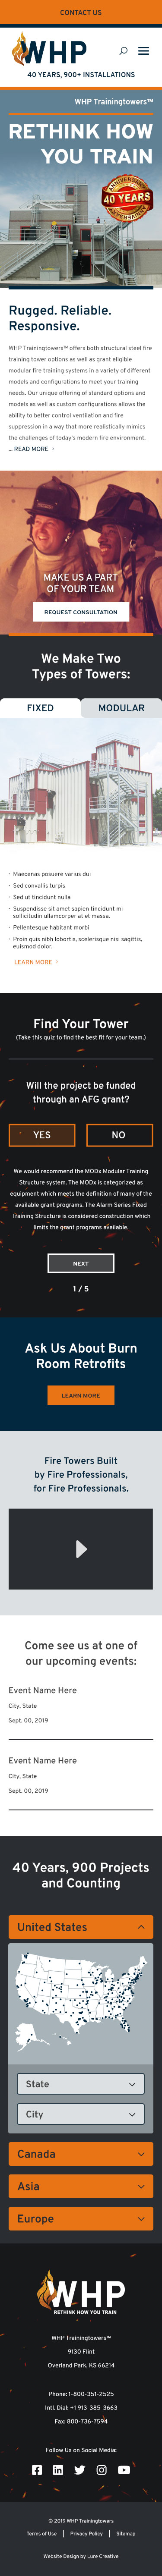 CONTACT US
WHP
40 YEARS, 900+ INSTALLATIONS
WHP Trainingtowers™
RETHINK HOW
YOU TRAIN
ANNIVERSARY
40 YEARS
Rugged. Reliable.
Responsive.
WHP Trainingtowers™ offers both structural steel fire
training tower options as well as grant eligible
modular fire training systems in a variety of different
models and configurations to meet your training
needs. Our unique offering of standard options and
models as well as custom configurations allows the
ability to better control ventilation and fire
suppression in a way that more realistically mimics
the challenges of today's modern fire environment.
... READ MORE >
MAKE US A PART
OF YOUR TEAM
REQUEST CONSULTATION
We Make Two
Types of Towers:
FIXED
MODULAR
· Maecenas posuere varius dui
· Sed convallis turpis
· Sed ut tincidunt nulla
· Suspendisse sit amet sapien tincidunt mi
sollicitudin ullamcorper at et massa.
· Pellentesque habitant morbi
· Proin quis nibh lobortis, scelerisque nisi sagittis,
euismod dolor.
LEARN MORE >
Find Your Tower
(Take this quiz to find the best fit for your team.)
Will the project be funded
through an AFG grant?
YES
NO
We would recommend the MODx Modular Training
Structure system. The MODx is categorized as
equipment which meets the definition of many of the
available grant programs. The Alarm Series Fixed
Training Structure is considered construction which
limits the grant programs available.
NEXT
1 / 5
Ask Us About Burn
Room Retrofits
LEARN MORE
Fire Towers Built
by Fire Professionals,
for Fire Professionals.
Come see us at one of
our upcoming events:
Event Name Here
City, State
Sept. 00, 2019
Event Name Here
City, State
Sept. 00, 2019
40 Years, 900 Projects
and Counting
United States
State
City
Canada
Asia
Europe
WHP
RETHINK HOW YOU TRAIN
WHP Trainingtowers™
9130 Flint
Overland Park, KS 66214
Phone: 1-800-351-2525
Intl. Dial: +1 913-385-3663
Fax: 800-736-7594
Follow Us on Social Media:
© 2019 WHP Trainingtowers
Terms of Use | Privacy Policy | Sitemap
Website Design by Lure Creative